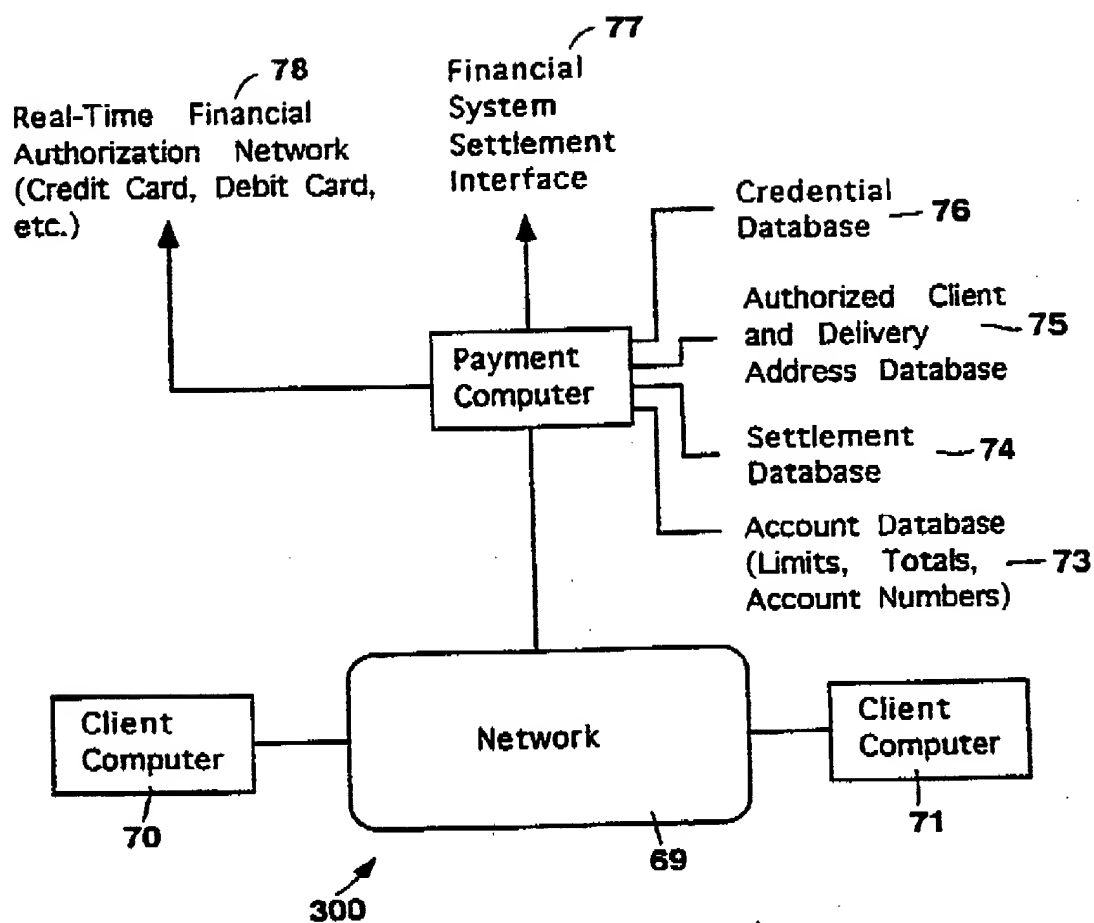 77
78
Financial
System
Settlement
Interface
Real-Time Financial
Authorization Network
(Credit Card, Debit Card,
etc.)
Credential
Database
76
Authorized Client
and Delivery
Address Database
75
Payment
Computer
Settlement
Database
74
Account Database
(Limits, Totals,
Account Numbers)
73
Client
Computer
70
Network
69
Client
Computer
71
300